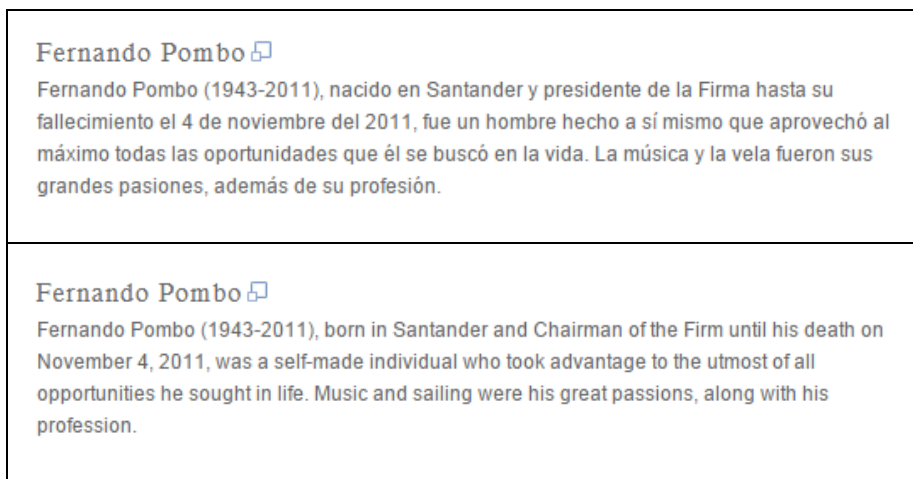 Fernando Pombo
Fernando Pombo (1943-2011), nacido en Santander y presidente de la Firma hasta su
fallecimiento el 4 de noviembre del 2011, fue un hombre hecho a sí mismo que aprovechó al
máximo todas las oportunidades que él se buscó en la vida. La música y la vela fueron sus
grandes pasiones, además de su profesión.
Fernando Pombo
Fernando Pombo (1943-2011), born in Santander and Chairman of the Firm until his death on
November 4, 2011, was a self-made individual who took advantage to the utmost of all
opportunities he sought in life. Music and sailing were his great passions, along with his
profession.